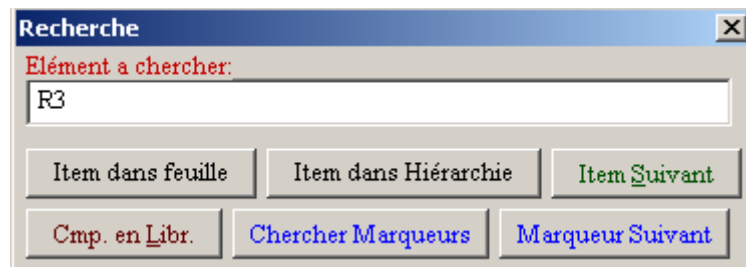 Recherche
Elément a chercher:
R3
Item dans feuille Item dans Hiérarchie Item Suivant
Cmp. en Libr. Chercher Marqueurs Marqueur Suivant